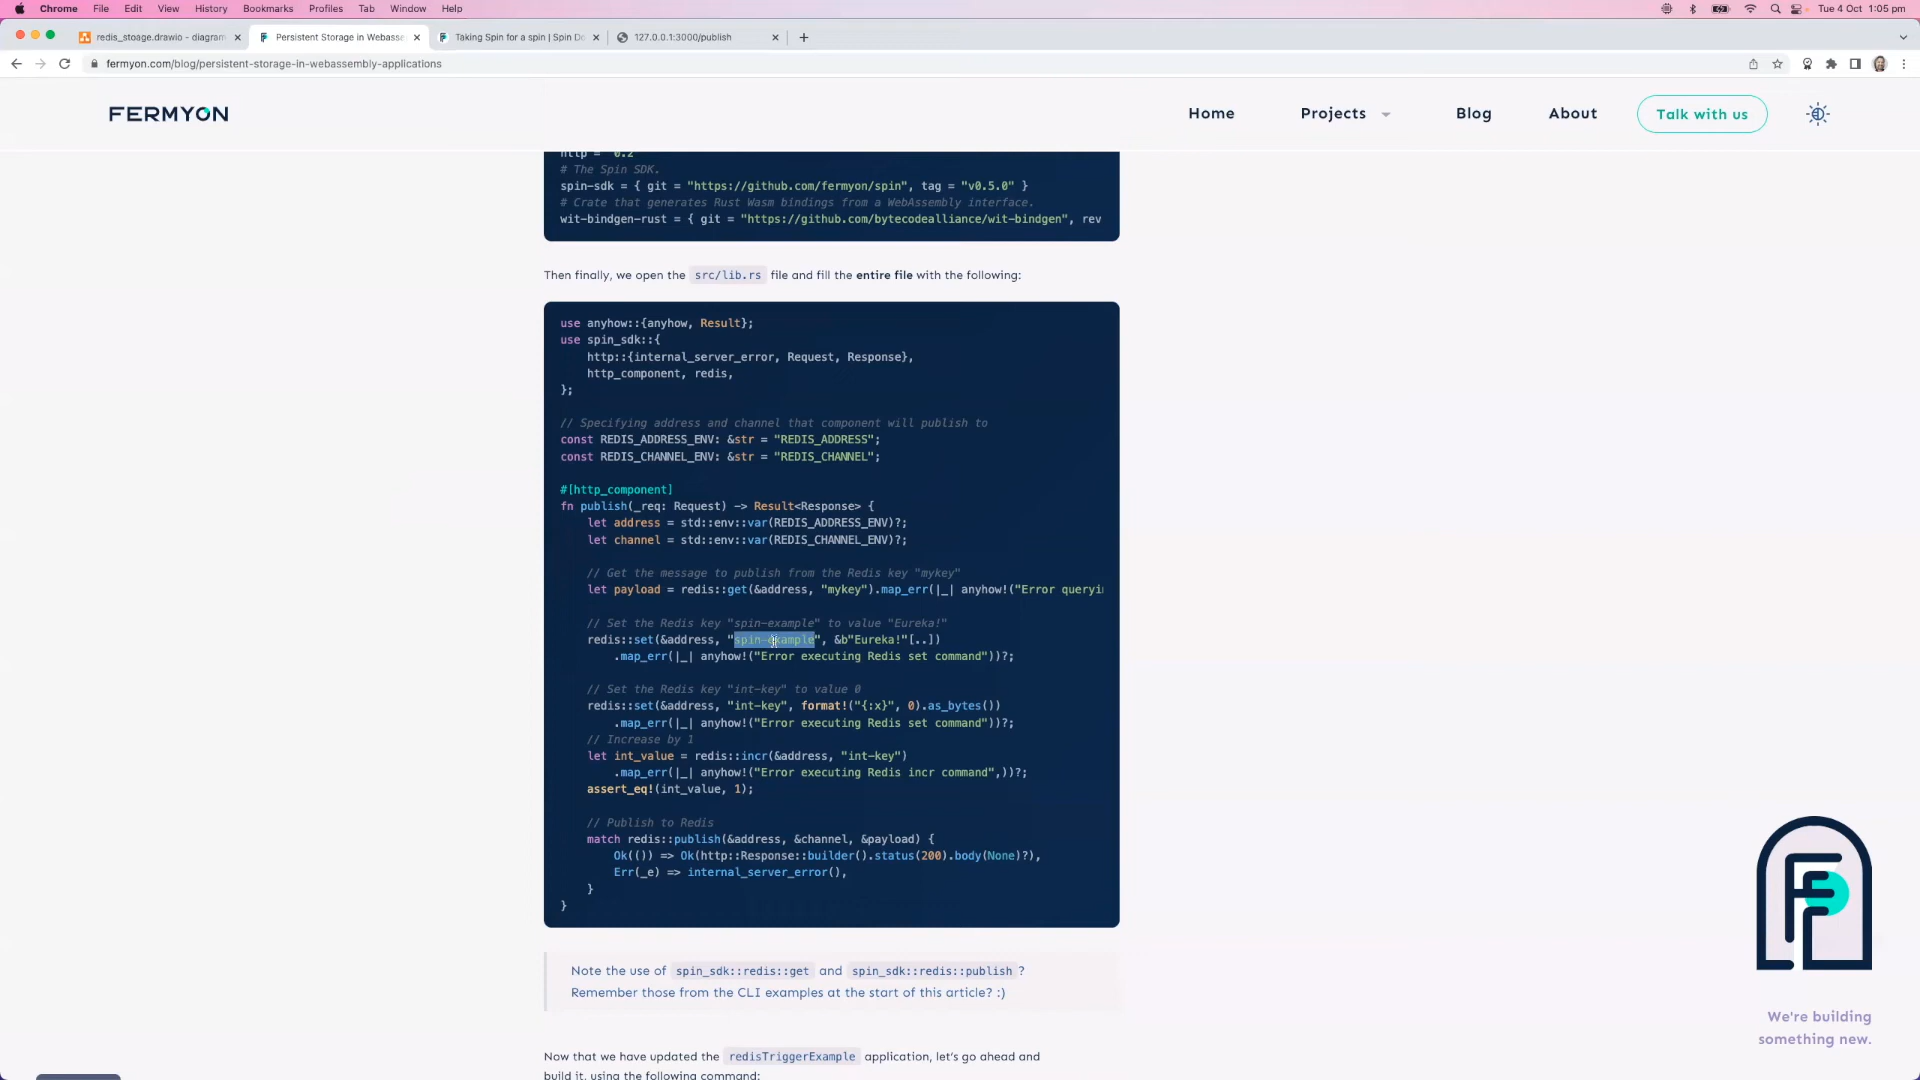 Chrome File Edit View History Bookmarks Profiles Tab Window Help Tue 4 Oct 1:05 pm
redis_stoage.drawio - diagram Persistent Storage in Webasse Taking Spin for a spin | Spin Do 127.0.0.1:3000/publish
fermyon.com/blog/persistent-storage-in-webassembly-applications
FERMYON Home Projects Blog About Talk with us
http = "0.2"
# The Spin SDK.
spin-sdk = { git = "https://github.com/fermyon/spin", tag = "v0.5.0" }
# Crate that generates Rust Wasm bindings from a WebAssembly interface.
wit-bindgen-rust = { git = "https://github.com/bytecodealliance/wit-bindgen", rev
Then finally, we open the src/lib.rs file and fill the entire file with the following:
use anyhow::{anyhow, Result};
use spin_sdk::{
    http::{internal_server_error, Request, Response},
    http_component, redis,
};
// Specifying address and channel that component will publish to
const REDIS_ADDRESS_ENV: &str = "REDIS_ADDRESS";
const REDIS_CHANNEL_ENV: &str = "REDIS_CHANNEL";
#[http_component]
fn publish(_req: Request) -> Result<Response> {
    let address = std::env::var(REDIS_ADDRESS_ENV)?;
    let channel = std::env::var(REDIS_CHANNEL_ENV)?;
    // Get the message to publish from the Redis key "mykey"
    let payload = redis::get(&address, "mykey").map_err(|_| anyhow!("Error queryin
    // Set the Redis key "spin-example" to value "Eureka!"
    redis::set(&address, "spin-example", &b"Eureka!"[..])
        .map_err(|_| anyhow!("Error executing Redis set command"))?;
    // Set the Redis key "int-key" to value 0
    redis::set(&address, "int-key", format!("{:x}", 0).as_bytes())
        .map_err(|_| anyhow!("Error executing Redis set command"))?;
    // Increase by 1
    let int_value = redis::incr(&address, "int-key")
        .map_err(|_| anyhow!("Error executing Redis incr command",))?;
    assert_eq!(int_value, 1);
    // Publish to Redis
    match redis::publish(&address, &channel, &payload) {
        Ok(()) => Ok(http::Response::builder().status(200).body(None)?),
        Err(_e) => internal_server_error(),
    }
}
Note the use of spin_sdk::redis::get and spin_sdk::redis::publish ?
Remember those from the CLI examples at the start of this article? :)
We're building
something new.
Now that we have updated the redisTriggerExample application, let's go ahead and
build it, using the following command: